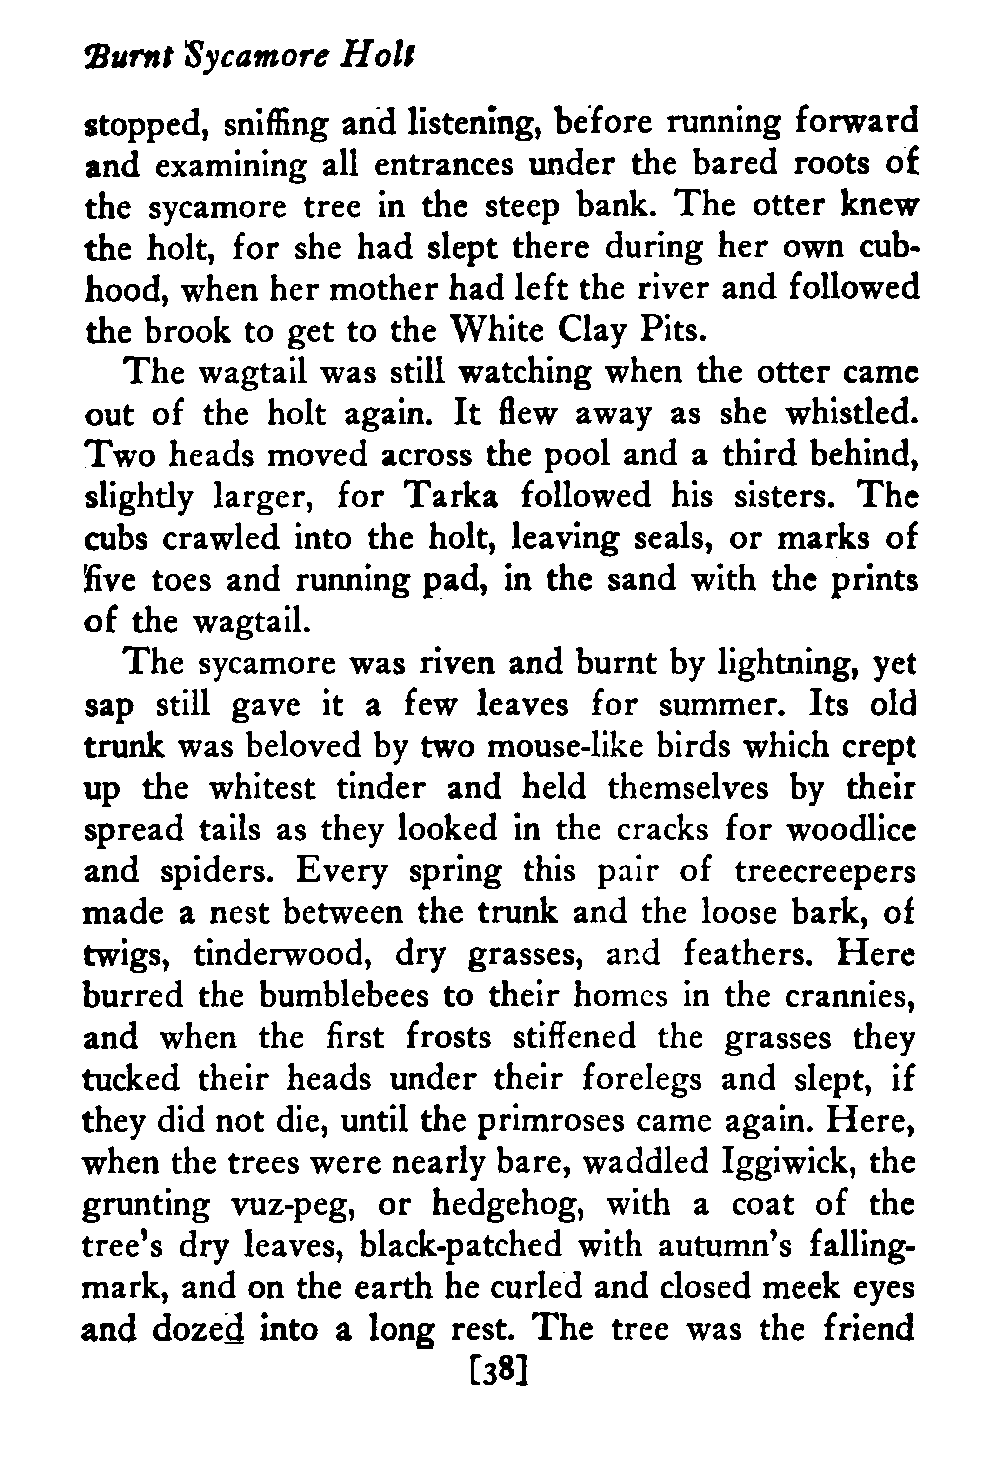 Burnt Sycamore Holt
stopped, sniffing and listening, before running forward
and examining all entrances under the bared roots of
the sycamore tree in the steep bank. The otter knew
the holt, for she had slept there during her own cub-
hood, when her mother had left the river and followed
the brook to get to the White Clay Pits.
The wagtail was still watching when the otter came
out of the holt again. It flew away as she whistled.
Two heads moved across the pool and a third behind,
slightly larger, for Tarka followed his sisters. The
cubs crawled into the holt, leaving seals, or marks of
five toes and running pad, in the sand with the prints
of the wagtail.
The sycamore was riven and burnt by lightning, yet
sap still gave it a few leaves for summer. Its old
trunk was beloved by two mouse-like birds which crept
up the whitest tinder and held themselves by their
spread tails as they looked in the cracks for woodlice
and spiders. Every spring this pair of treecreepers
made a nest between the trunk and the loose bark, of
twigs, tinderwood, dry grasses, and feathers. Here
burred the bumblebees to their homes in the crannies,
and when the first frosts stiffened the grasses they
tucked their heads under their forelegs and slept, if
they did not die, until the primroses came again. Here,
when the trees were nearly bare, waddled Iggiwick, the
grunting vuz-peg, or hedgehog, with a coat of the
tree's dry leaves, black-patched with autumn's falling-
mark, and on the earth he curled and closed meek eyes
and dozed into a long rest. The tree was the friend
[38]